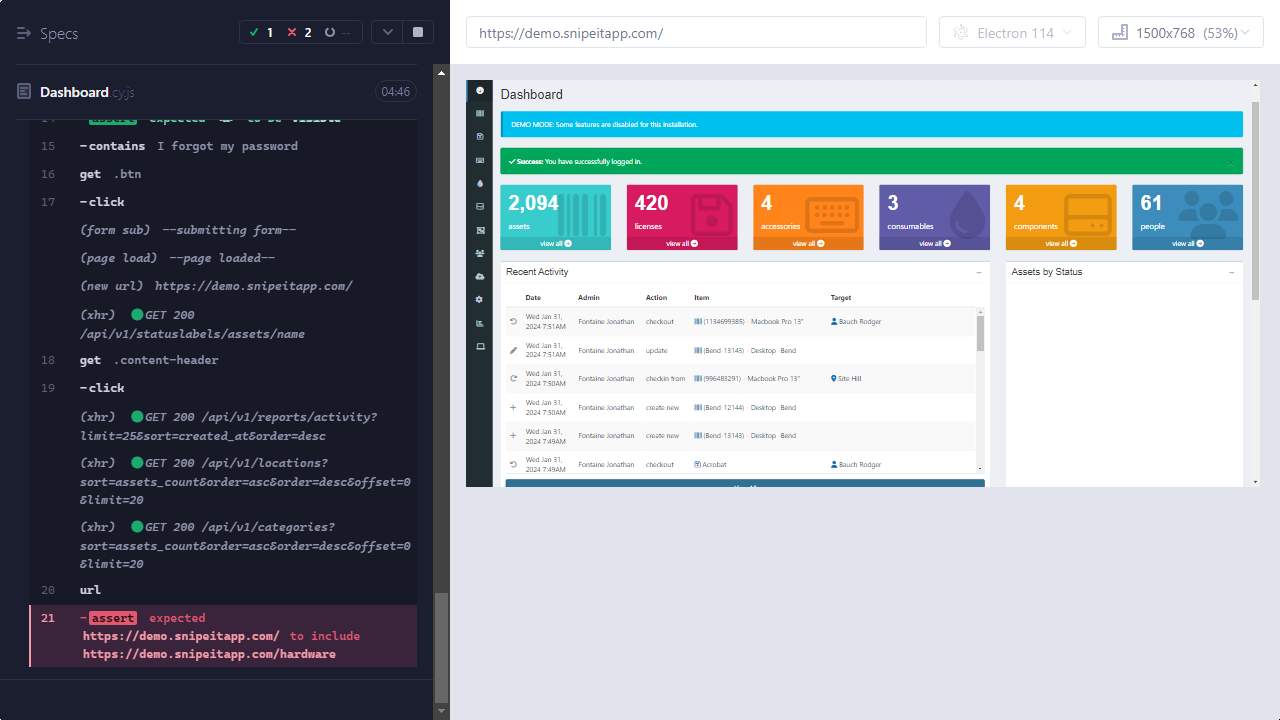 Specs
1
2
--
Dashboard.cy.js
04:46
14 -assert expected <a> to be visible
15 -contains I forgot my password
16 get .btn
17 -click
(form sub) --submitting form--
(page load) --page loaded--
(new url) https://demo.snipeitapp.com/
(xhr) GET 200
/api/v1/statuslabels/assets/name
18 get .content-header
19 -click
(xhr) GET 200 /api/v1/reports/activity?
limit=25&sort=created_at&order=desc
(xhr) GET 200 /api/v1/locations?
sort=assets_count&order=asc&order=desc&offset=0
&limit=20
(xhr) GET 200 /api/v1/categories?
sort=assets_count&order=asc&order=desc&offset=0
&limit=20
20 url
21 -assert expected
https://demo.snipeitapp.com/ to include
https://demo.snipeitapp.com/hardware
https://demo.snipeitapp.com/
Electron 114
1500x768 (53%)
Dashboard
DEMO MODE: Some features are disabled for this installation.
Success: You have successfully logged in.
×
2,094
assets
view all
420
licenses
view all
4
accessories
view all
3
consumables
view all
4
components
view all
61
people
view all
Recent Activity
Date Admin Action Item Target
Wed Jan 31,
2024 7:51AM Fontaine Jonathan checkout (1134699385) - Macbook Pro 13" Bauch Rodger
Wed Jan 31,
2024 7:51AM Fontaine Jonathan update (Bend-13143) - Desktop -Bend
Wed Jan 31,
2024 7:50AM Fontaine Jonathan checkin from (996483291) - Macbook Pro 13" Site Hill
Wed Jan 31,
2024 7:50AM Fontaine Jonathan create new (Bend-12144) - Desktop -Bend
Wed Jan 31,
2024 7:49AM Fontaine Jonathan create new (Bend-13143) - Desktop -Bend
Wed Jan 31,
2024 7:49AM Fontaine Jonathan checkout Acrobat Bauch Rodger
Assets by Status